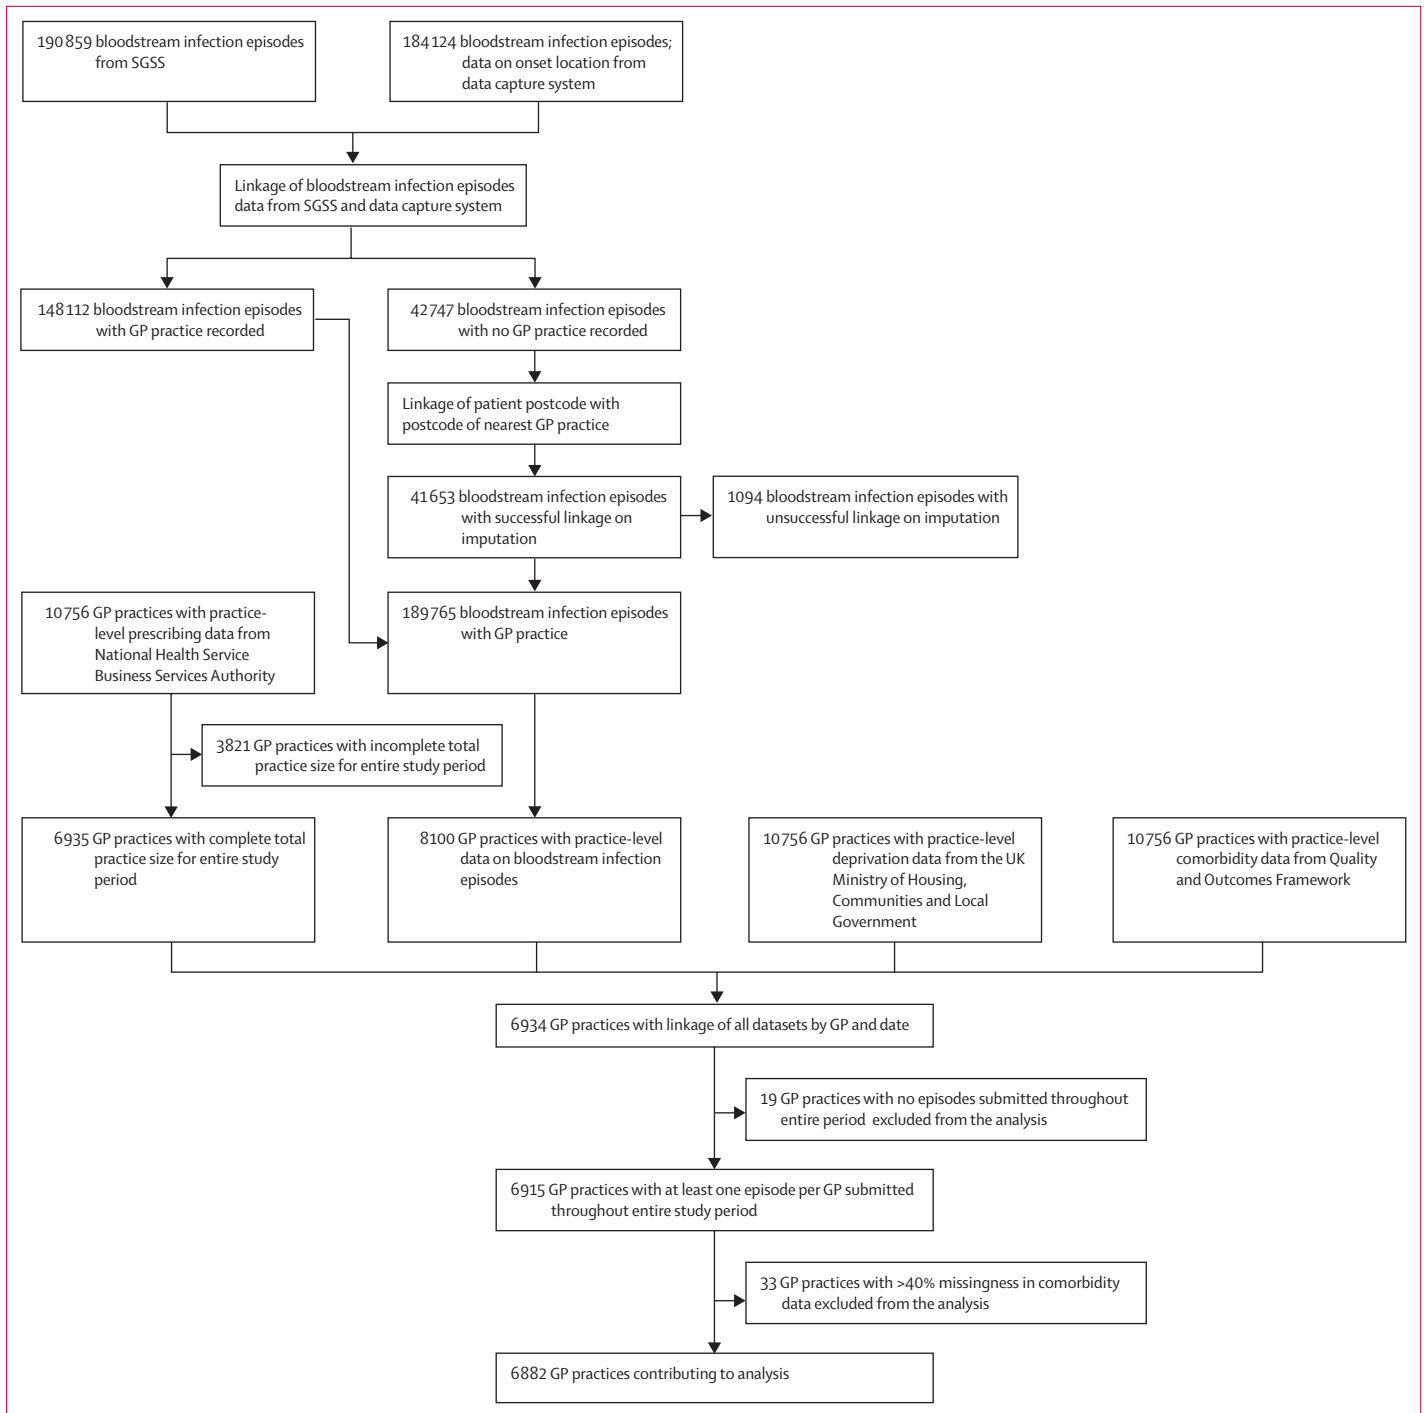 190 859 bloodstream infection episodes
from SGSS
184 124 bloodstream infection episodes;
data on onset location from
data capture system
Linkage of bloodstream infection episodes
data from SGSS and data capture system
148 112 bloodstream infection episodes
with GP practice recorded
42 747 bloodstream infection episodes
with no GP practice recorded
Linkage of patient postcode with
postcode of nearest GP practice
41 653 bloodstream infection episodes
with successful linkage on
imputation
1094 bloodstream infection episodes with
unsuccessful linkage on imputation
10 756 GP practices with practice-
level prescribing data from
National Health Service
Business Services Authority
189 765 bloodstream infection episodes
with GP practice
3821 GP practices with incomplete total
practice size for entire study period
6935 GP practices with complete total
practice size for entire study
period
8100 GP practices with practice-level
data on bloodstream infection
episodes
10 756 GP practices with practice-level
deprivation data from the UK
Ministry of Housing,
Communities and Local
Government
10 756 GP practices with practice-level
comorbidity data from Quality
and Outcomes Framework
6934 GP practices with linkage of all datasets by GP and date
19 GP practices with no episodes submitted throughout
entire period excluded from the analysis
6915 GP practices with at least one episode per GP submitted
throughout entire study period
33 GP practices with >40% missingness in comorbidity
data excluded from the analysis
6882 GP practices contributing to analysis